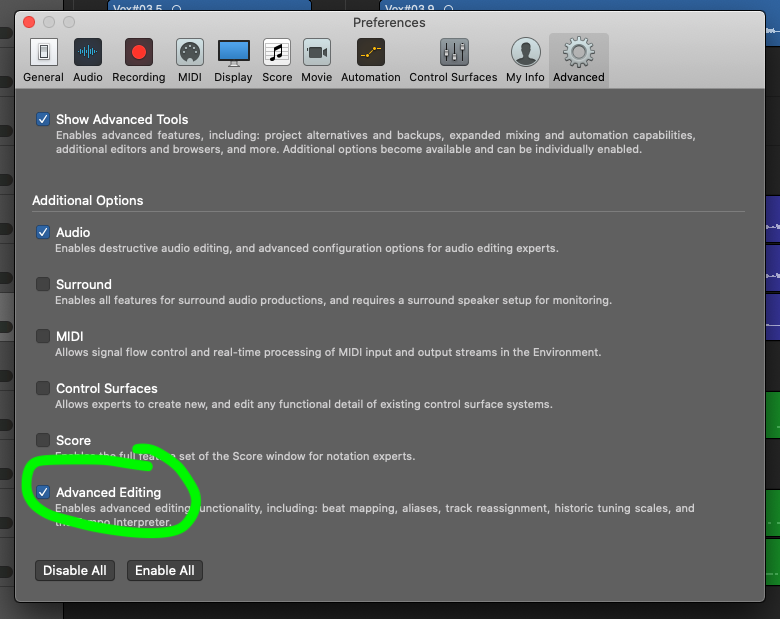 Vox#03.5
Vox#03.9
Preferences
General Audio Recording MIDI Display Score Movie Automation Control Surfaces My Info Advanced
Show Advanced Tools
Enables advanced features, including: project alternatives and backups, expanded mixing and automation capabilities,
additional editors and browsers, and more. Additional options become available and can be individually enabled.
Additional Options
Audio
Enables destructive audio editing, and advanced configuration options for audio editing experts.
Surround
Enables all features for surround audio productions, and requires a surround speaker setup for monitoring.
MIDI
Allows signal flow control and real-time processing of MIDI input and output streams in the Environment.
Control Surfaces
Allows experts to create new, and edit any functional detail of existing control surface systems.
Score
Enables the full feature set of the Score window for notation experts.
Advanced Editing
Enables advanced editing functionality, including: beat mapping, aliases, track reassignment, historic tuning scales, and
the Tempo Interpreter.
Disable All Enable All